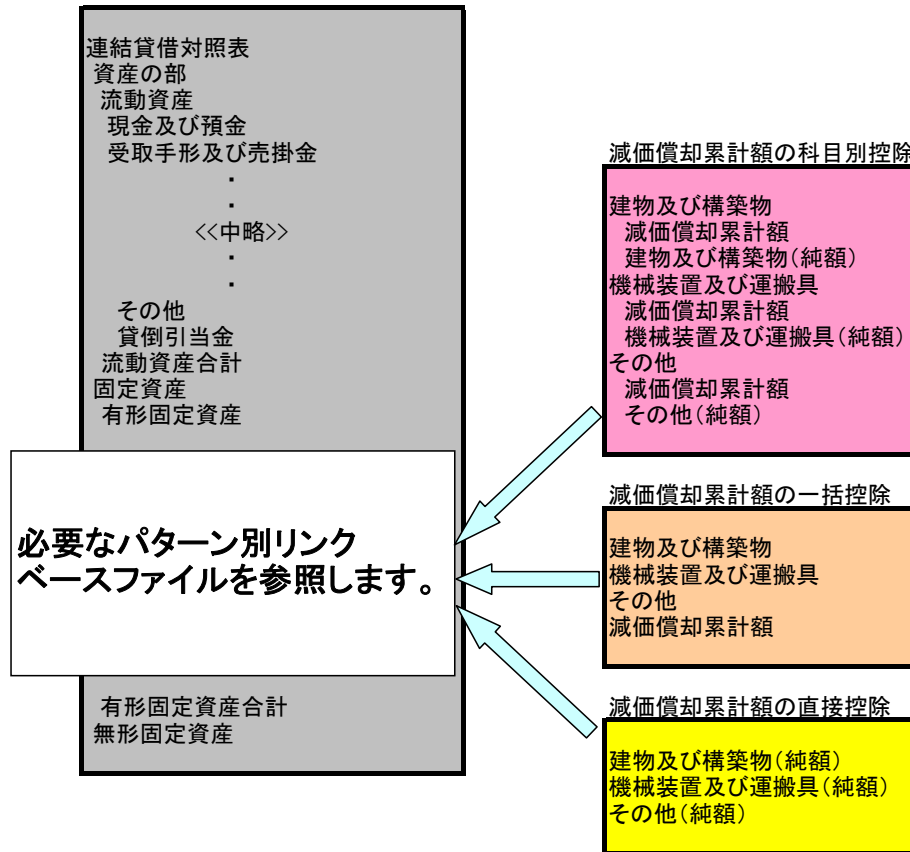 連結貸借対照表
資産の部
流動資産
現金及び預金
受取手形及び売掛金
・
・
<<中略>>
・
・
その他
貸倒引当金
流動資産合計
固定資産
有形固定資産
必要なパターン別リンク
ベースファイルを参照します。
有形固定資産合計
無形固定資産
減価償却累計額の科目別控除
建物及び構築物
減価償却累計額
建物及び構築物(純額)
機械装置及び運搬具
減価償却累計額
機械装置及び運搬具(純額)
その他
減価償却累計額
その他(純額)
減価償却累計額の一括控除
建物及び構築物
機械装置及び運搬具
その他
減価償却累計額
減価償却累計額の直接控除
建物及び構築物(純額)
機械装置及び運搬具(純額)
その他(純額)